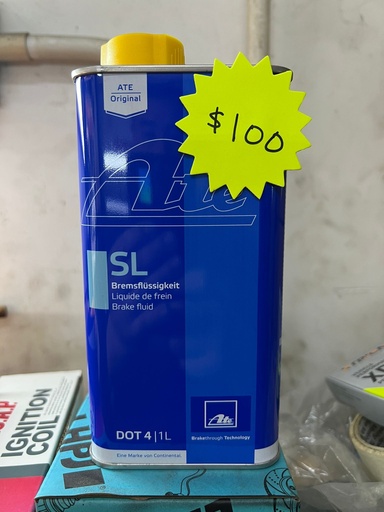 ATE
Original
$100
Ate
SL
Bremsflüssigkeit
Liquide de frein
Brake fluid
Ate
Brakethrough Technology
DOT 4 | 1L
Eine Marke von Continental
IGNITION
COIL